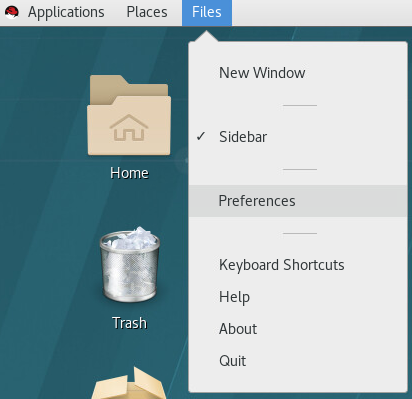 Applications Places Files
New Window
Sidebar
Preferences
Keyboard Shortcuts
Help
About
Quit
Home
Trash